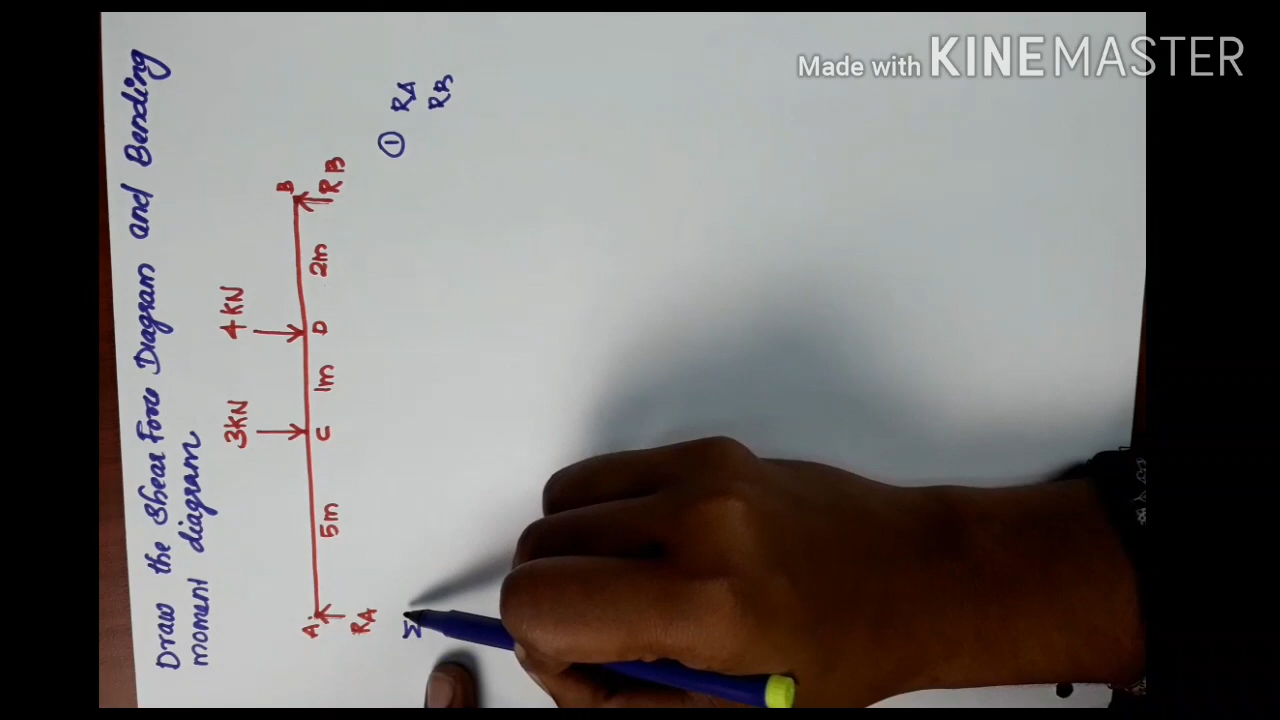 Draw the Shear Force Diagram and Bending
moment diagram
3KN 4KN
A C D B
5m 1m 2m
RA RB
① RA
RB
Σ
Made with KINEMASTER